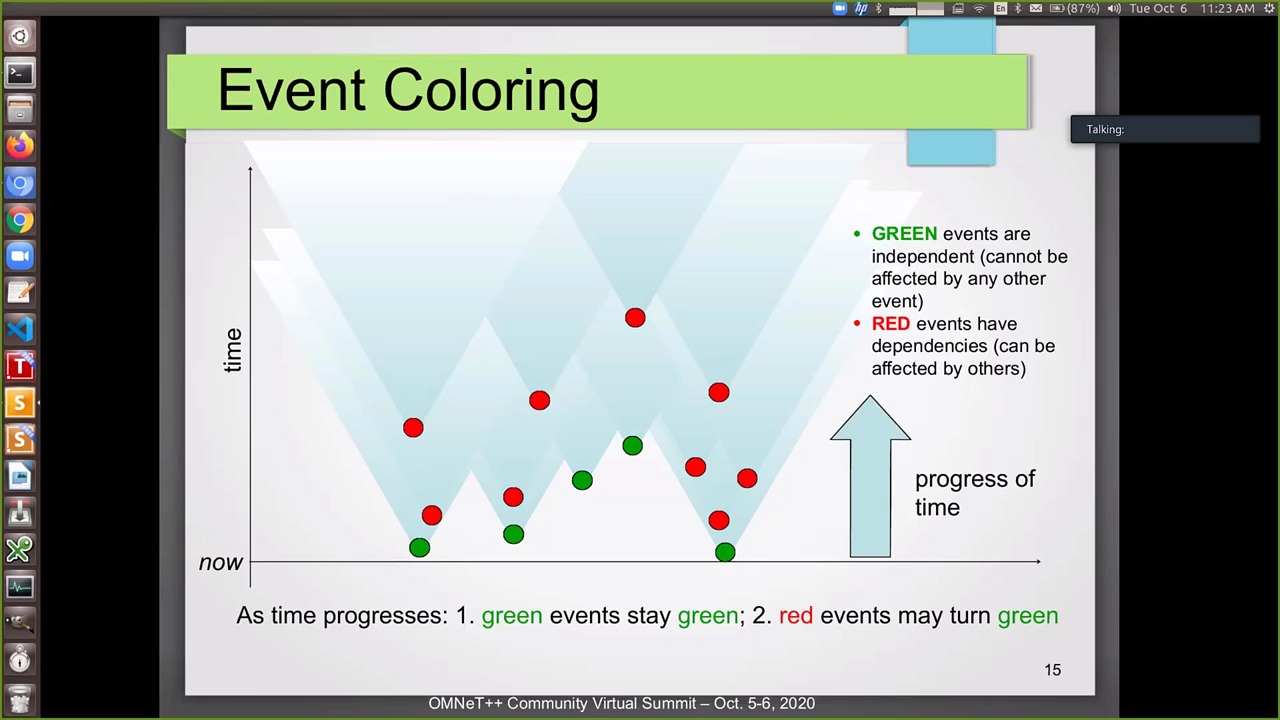 hp
En
(87%)
Tue Oct 6
11:23 AM
Event Coloring
Talking:
• GREEN events are
independent (cannot be
affected by any other
event)
• RED events have
dependencies (can be
affected by others)
time
progress of
time
now
As time progresses: 1. green events stay green; 2. red events may turn green
15
OMNeT++ Community Virtual Summit – Oct. 5-6, 2020
T
S
S